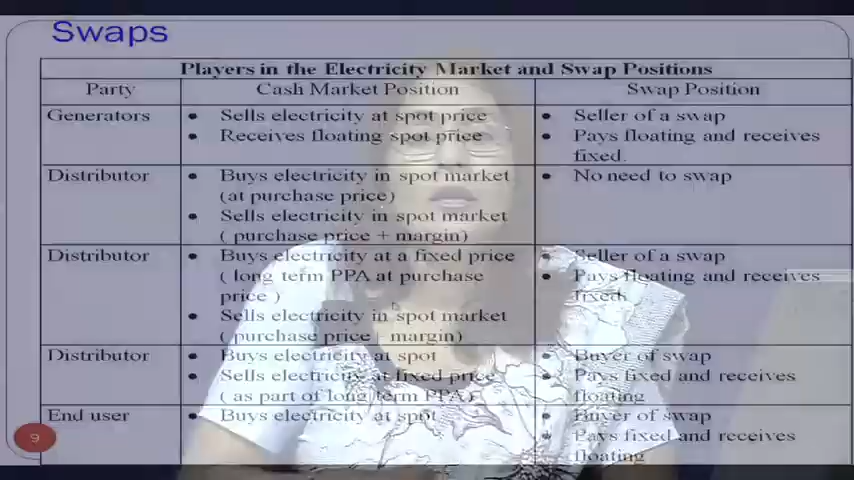 Swaps
Players in the Electricity Market and Swap Positions
Party
Cash Market Position
Swap Position
Generators
• Sells electricity at spot price
• Receives floating spot price
• Seller of a swap
• Pays floating and receives
fixed.
Distributor
• Buys electricity in spot market
(at purchase price)
• Sells electricity in spot market
( purchase price + margin)
• No need to swap
Distributor
• Buys electricity at a fixed price
( long term PPA at purchase
price )
• Sells electricity in spot market
(purchase price + margin)
• Seller of a swap
• Pays floating and receives
fixed.
Distributor
• Buys electricity at spot
• Sells electricity at fixed price
( as part of long term PPA)
• Buyer of swap
• Pays fixed and receives
floating
End user
• Buys electricity at spot
• Buyer of swap
• Pays fixed and receives
floating
9